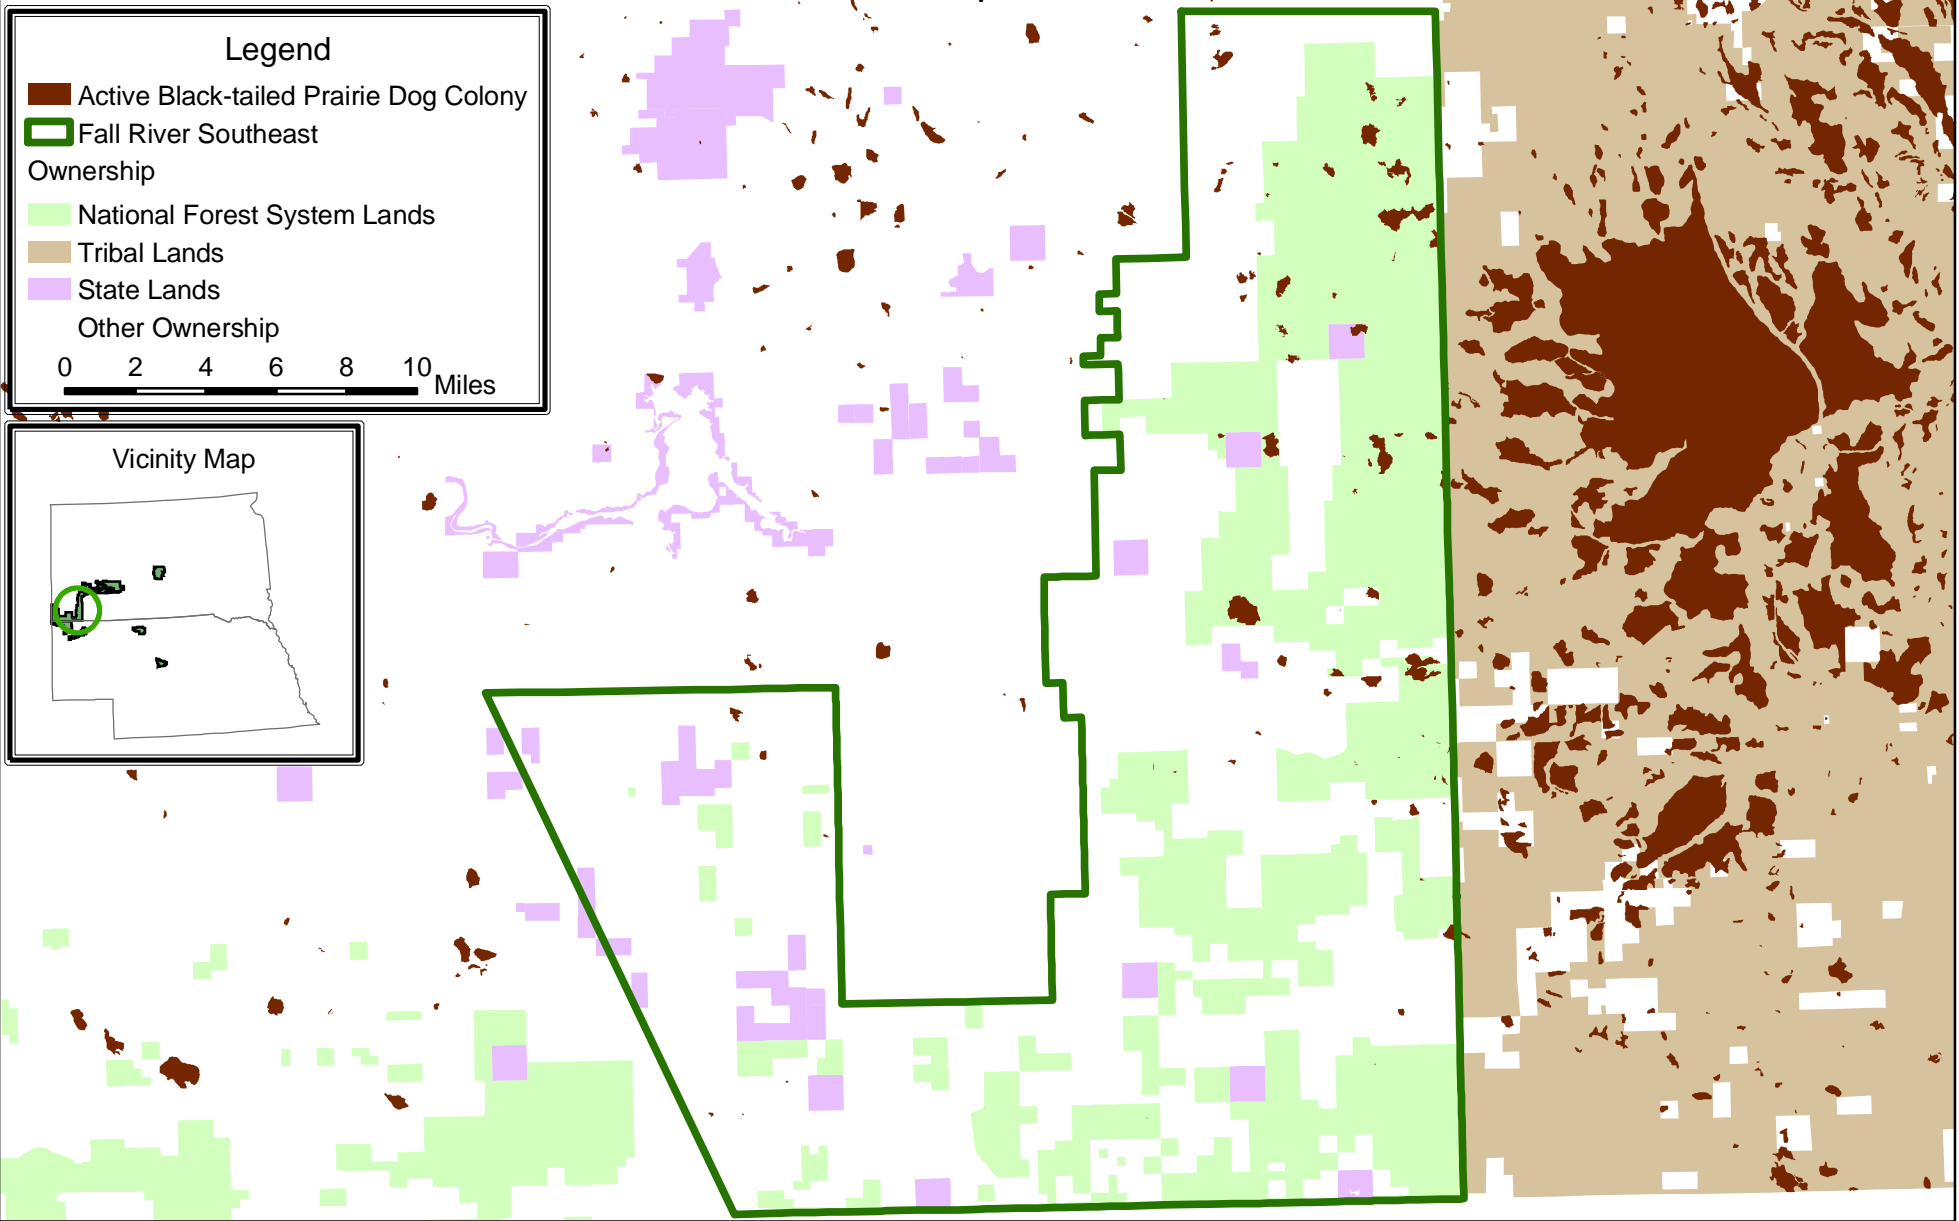 Legend
Active Black-tailed Prairie Dog Colony
Fall River Southeast
Ownership
National Forest System Lands
Tribal Lands
State Lands
Other Ownership
0 2 4 6 8 10
Miles
Vicinity Map